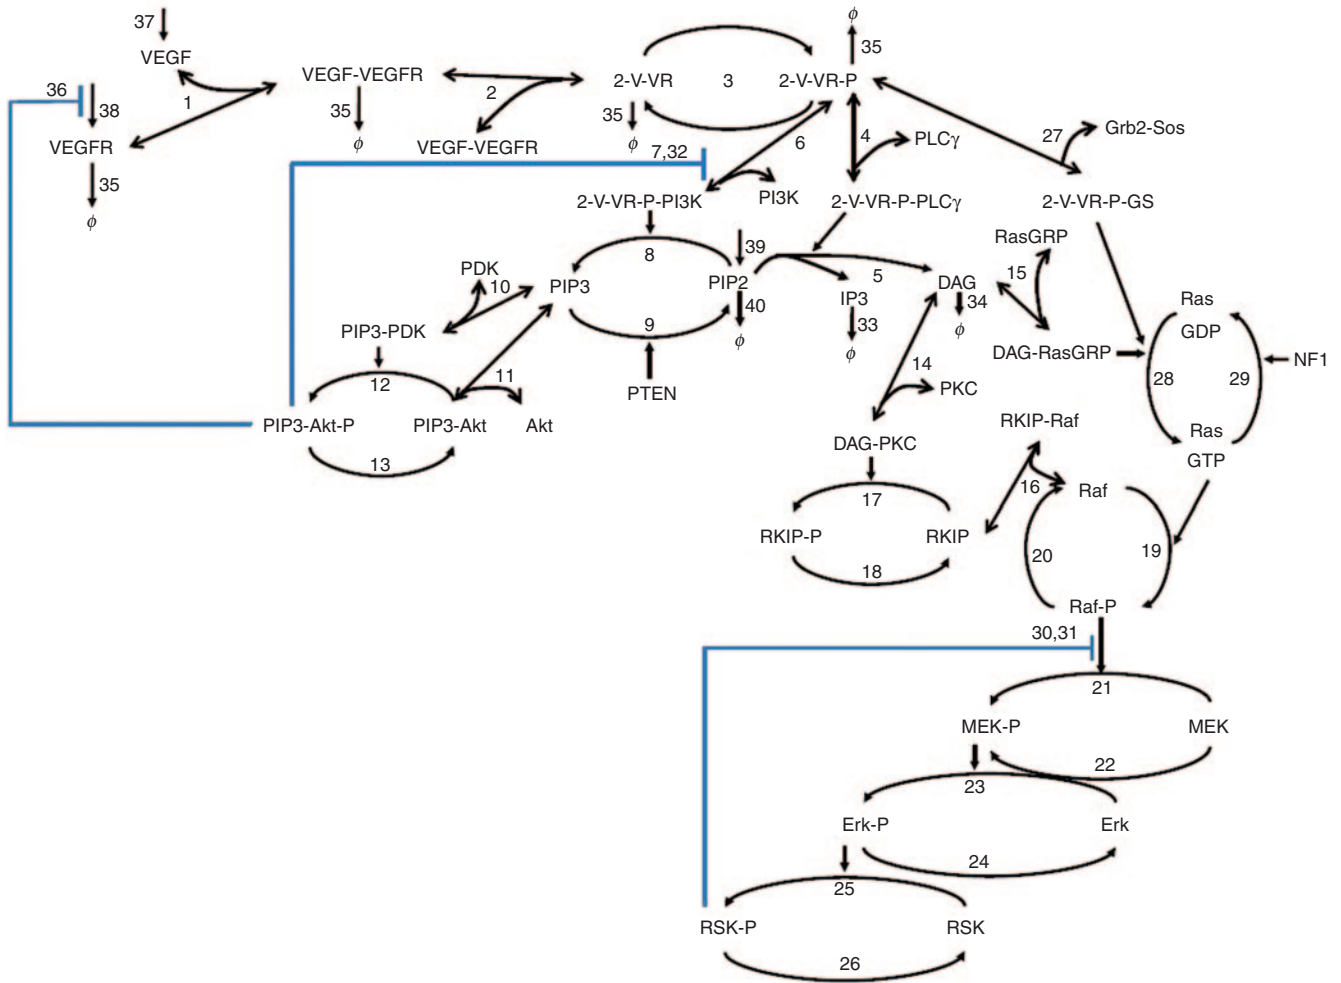 37
ϕ
VEGF
35
VEGF-VEGFR
2-V-VR
3
2-V-VR-P
36
38
1
2
35
35
VEGFR
ϕ
VEGF-VEGFR
ϕ
7,32
6
4
PLCγ
27
Grb2-Sos
35
ϕ
2-V-VR-P-PI3K
PI3K
2-V-VR-P-PLCγ
2-V-VR-P-GS
RasGRP
8
39
PDK
10
PIP3
PIP2
5
DAG
15
IP3
40
34
Ras
GDP
PIP3-PDK
9
ϕ
33
ϕ
ϕ
DAG-RasGRP
NF1
12
11
PTEN
14
PKC
28
29
PIP3-Akt-P
PIP3-Akt
Akt
RKIP-Raf
Ras
GTP
13
DAG-PKC
16
Raf
17
RKIP-P
RKIP
20
19
18
Raf-P
30,31
21
MEK-P
MEK
22
23
Erk-P
Erk
24
25
RSK-P
RSK
26